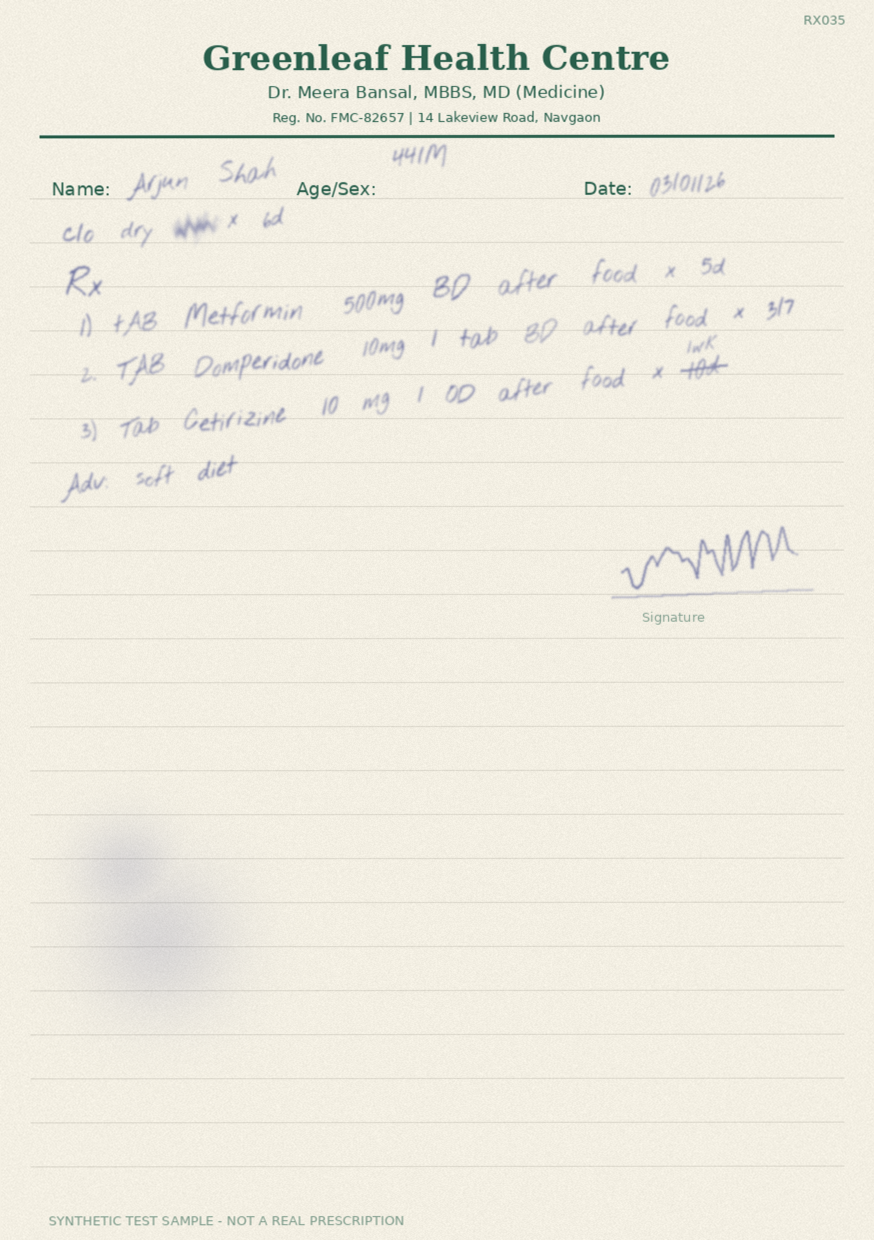 RX035
Greenleaf Health Centre
Dr. Meera Bansal, MBBS, MD (Medicine)
Reg. No. FMC-82657 | 14 Lakeview Road, Navgaon
Name: Arjun Shah Age/Sex: 44/M Date: 03/01/26
c/o dry x 6d
Rx
1) tAB Metformin 500mg BD after food x 5d
2. TAB Domperidone 10mg 1 tab BD after food x 3/7
3) Tab Cetirizine 10 mg 1 OD after food x 10d 1wk
Adv: soft diet
Signature
SYNTHETIC TEST SAMPLE - NOT A REAL PRESCRIPTION